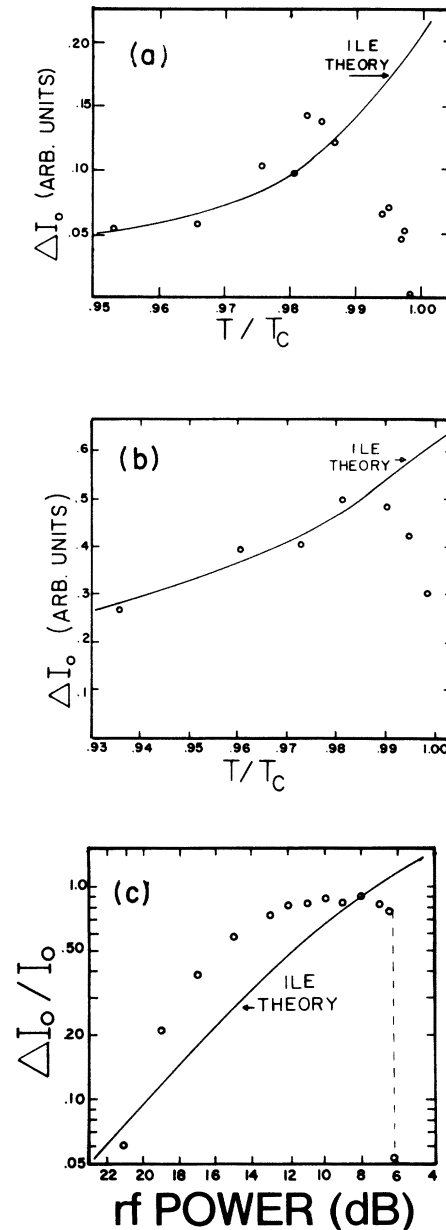 (a)
ILE
THEORY
.20
.15
.10
.05
ΔI₀ (ARB. UNITS)
.95 .96 .97 .98 .99 1.00
T/T_C
(b)
ILE
THEORY
.6
.5
.4
.3
.2
.1
ΔI₀ (ARB. UNITS)
.93 .94 .95 .96 .97 .98 .99 1.00
T/T_C
(c)
1.0
.50
.20
.10
.05
ΔI₀/I₀
ILE
THEORY
22 20 18 16 14 12 10 8 6 4
rf POWER (dB)